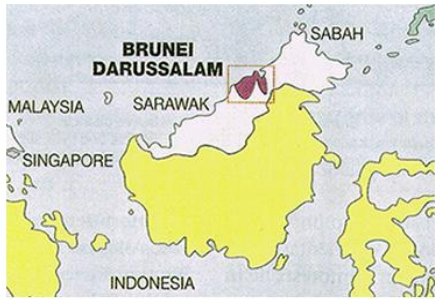 SABAH
BRUNEI
DARUSSALAM
MALAYSIA
SARAWAK
SINGAPORE
INDONESIA